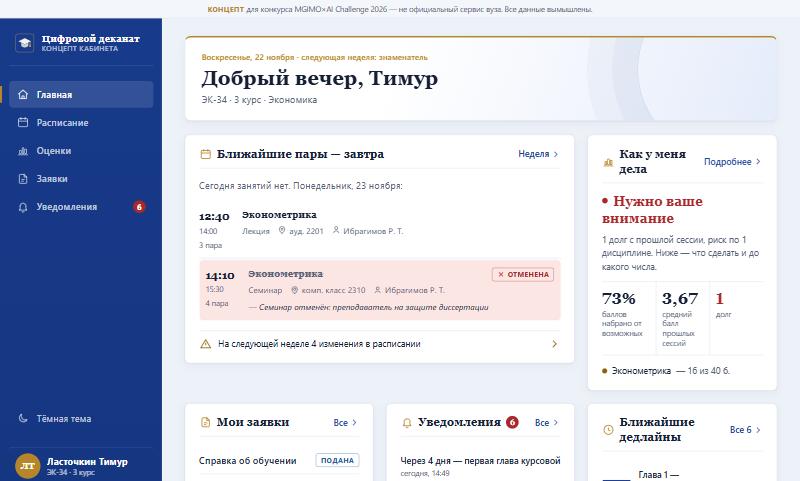 КОНЦЕПТ для конкурса MGIMO×AI Challenge 2026 — не официальный сервис вуза. Все данные вымышлены.
Цифровой деканат
КОНЦЕПТ КАБИНЕТА
Главная
Расписание
Оценки
Заявки
Уведомления 6
Тёмная тема
ЛТ
Ласточкин Тимур
ЭК-34 · 3 курс
Воскресенье, 22 ноября · следующая неделя: знаменатель
Добрый вечер, Тимур
ЭК-34 · 3 курс · Экономика
Ближайшие пары — завтра
Неделя
Сегодня занятий нет. Понедельник, 23 ноября:
12:40 Эконометрика
14:00 Лекция ауд. 2201 Ибрагимов Р. Т.
3 пара
14:10 Эконометрика ОТМЕНЕНА
15:30 Семинар комп. класс 2310 Ибрагимов Р. Т.
4 пара — Семинар отменён: преподаватель на защите диссертации
На следующей неделе 4 изменения в расписании
Как у меня
дела
Подробнее
Нужно ваше
внимание
1 долг с прошлой сессии, риск по 1
дисциплине. Ниже — что сделать и до
какого числа.
73% 3,67 1
баллов
набрано от
возможных
средний
балл
прошлых
сессий
долг
Эконометрика — 16 из 40 б.
Мои заявки Все
Справка об обучении ПОДАНА
Уведомления 6 Все
Через 4 дня — первая глава курсовой
сегодня, 14:49
Ближайшие
дедлайны
Все 6
Глава 1 —